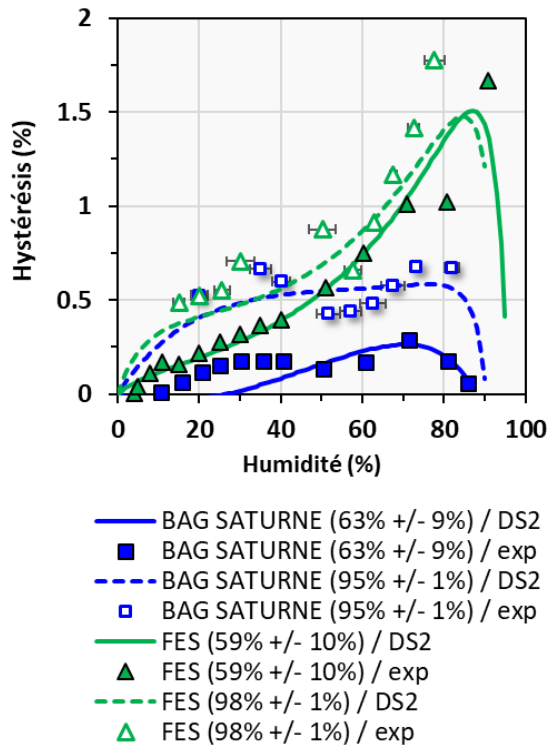 2
1.5
1
0.5
0
Hystérésis (%)
0 20 40 60 80 100
Humidité (%)
BAG SATURNE (63% +/- 9%) / DS2
BAG SATURNE (63% +/- 9%) / exp
BAG SATURNE (95% +/- 1%) / DS2
BAG SATURNE (95% +/- 1%) / exp
FES (59% +/- 10%) / DS2
FES (59% +/- 10%) / exp
FES (98% +/- 1%) / DS2
FES (98% +/- 1%) / exp